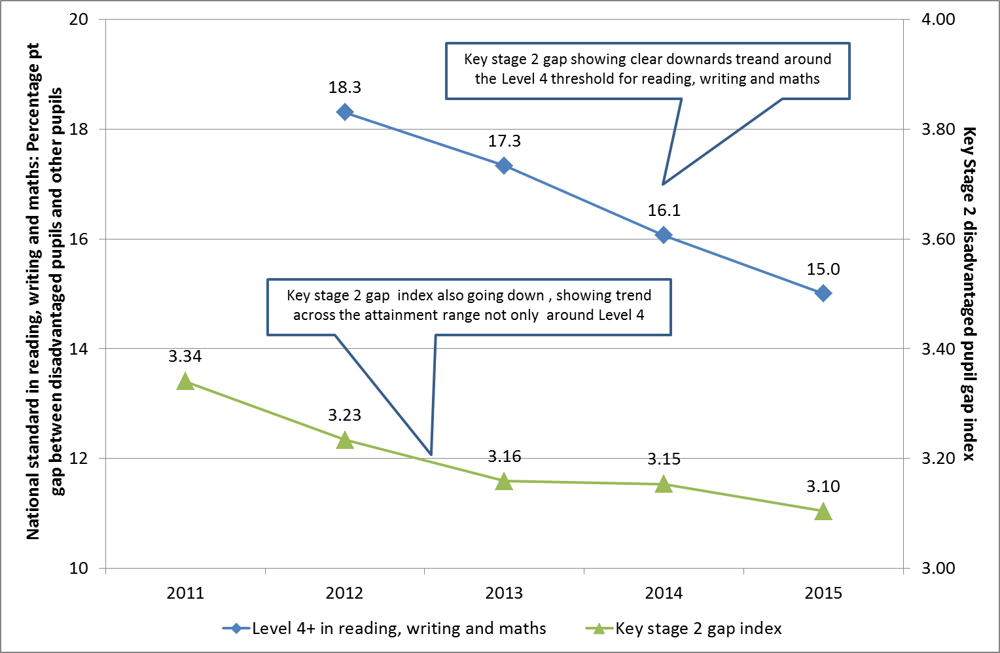 National standard in reading, writing and maths: Percentage pt
gap between disadvantaged pupils and other pupils
20
18
16
14
12
10
4.00
3.80
3.60
3.40
3.20
3.00
Key Stage 2 disadvantaged pupil gap index
Key stage 2 gap showing clear downards treand around
the Level 4 threshold for reading, writing and maths
18.3
17.3
16.1
15.0
Key stage 2 gap  index also going down , showing trend
across the attainment range not only  around Level 4
3.34
3.23
3.16
3.15
3.10
2011
2012
2013
2014
2015
Level 4+ in reading, writing and maths
Key stage 2 gap index